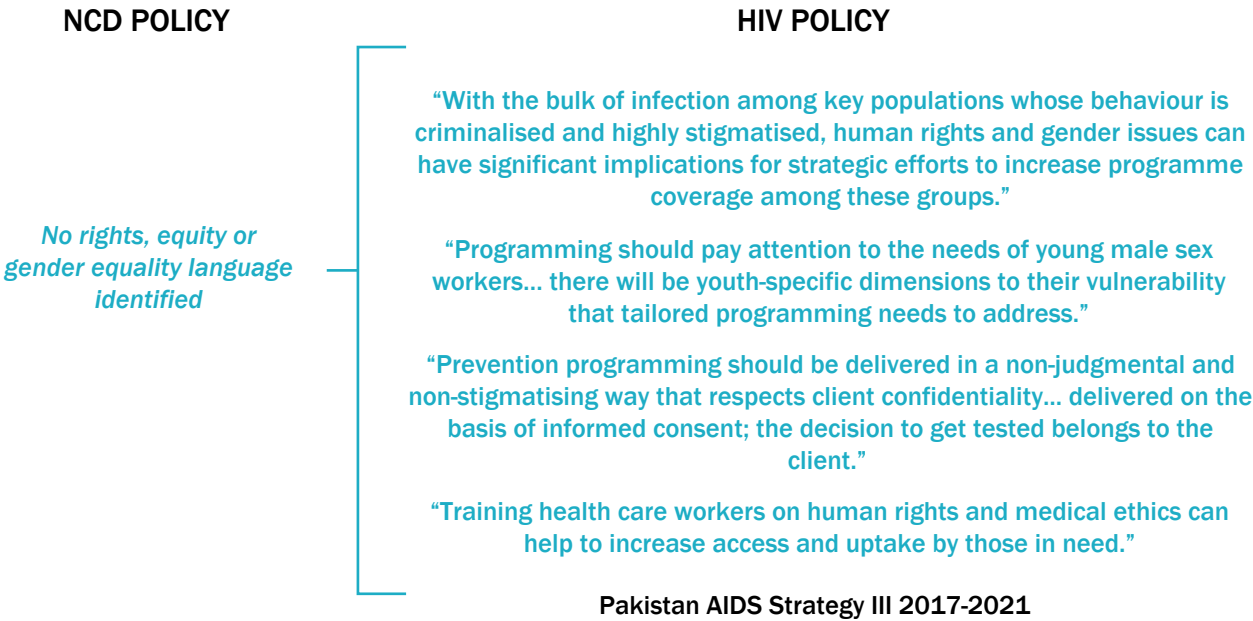 NCD POLICY
HIV POLICY
No rights, equity or
gender equality language
identified
“With the bulk of infection among key populations whose behaviour is
criminalised and highly stigmatised, human rights and gender issues can
have significant implications for strategic efforts to increase programme
coverage among these groups.”
“Programming should pay attention to the needs of young male sex
workers... there will be youth-specific dimensions to their vulnerability
that tailored programming needs to address.”
“Prevention programming should be delivered in a non-judgmental and
non-stigmatising way that respects client confidentiality... delivered on the
basis of informed consent; the decision to get tested belongs to the
client.”
“Training health care workers on human rights and medical ethics can
help to increase access and uptake by those in need.”
Pakistan AIDS Strategy III 2017-2021